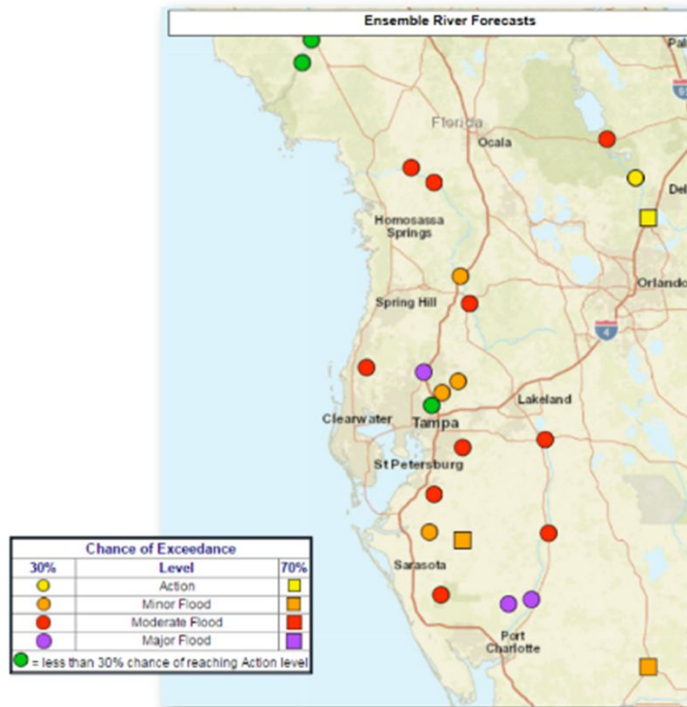 Ensemble River Forecasts
Florida
Ocala
Homosassa
Springs
Spring Hill
Orlando
4
Clearwater
Tampa
Lakeland
St Petersburg
Sarasota
Port
Charlotte
Chance of Exceedance
30% Level 70%
Action
Minor Flood
Moderate Flood
Major Flood
= less than 30% chance of reaching Action level